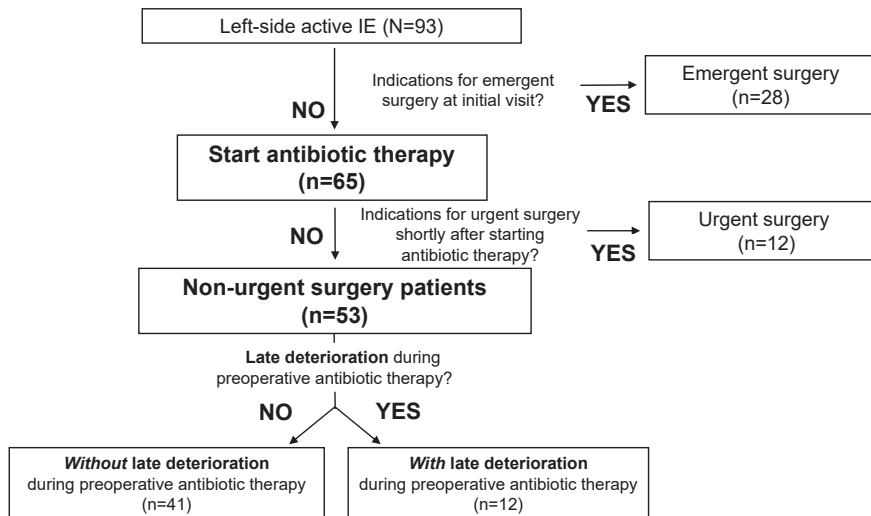 Left-side active IE (N=93)
Indications for emergent
surgery at initial visit?
NO
YES
Emergent surgery
(n=28)
Start antibiotic therapy
(n=65)
Indications for urgent surgery
shortly after starting
antibiotic therapy?
NO
YES
Urgent surgery
(n=12)
Non-urgent surgery patients
(n=53)
Late deterioration during
preoperative antibiotic therapy?
NO
YES
Without late deterioration
during preoperative antibiotic therapy
(n=41)
With late deterioration
during preoperative antibiotic therapy
(n=12)